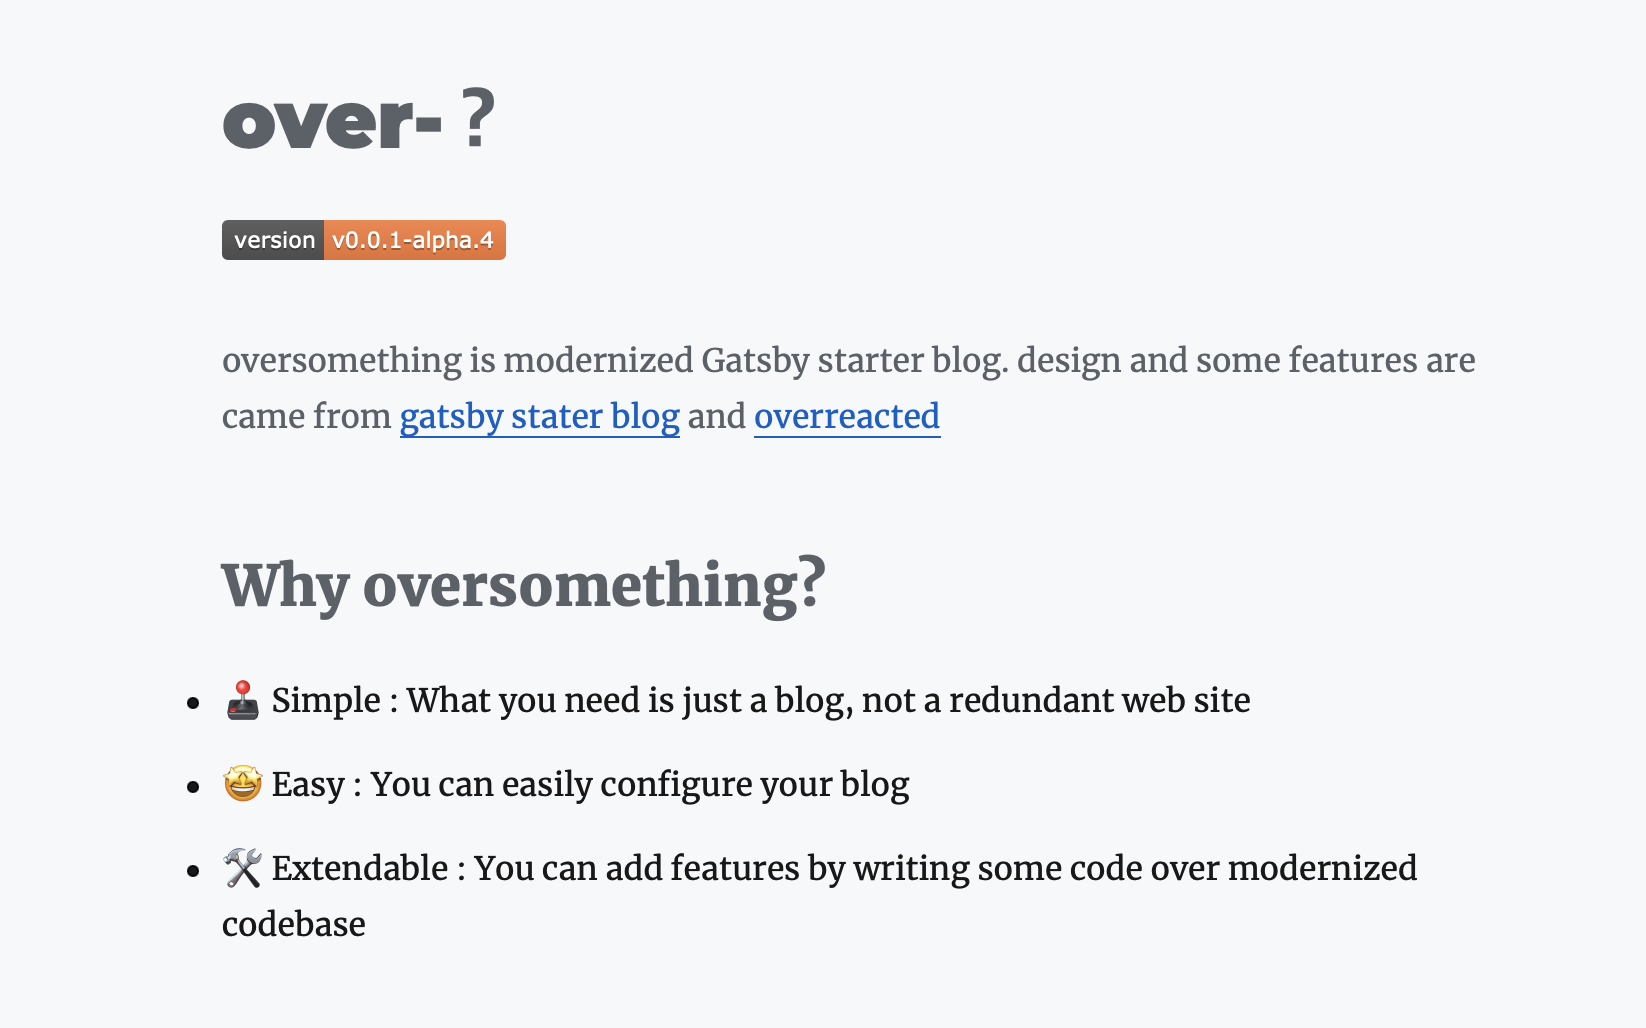 over- ?
version v0.0.1-alpha.4
oversomething is modernized Gatsby starter blog. design and some features are
came from gatsby stater blog and overreacted
Why oversomething?
• 🕹️ Simple : What you need is just a blog, not a redundant web site
• 🤩 Easy : You can easily configure your blog
• 🛠️ Extendable : You can add features by writing some code over modernized
codebase